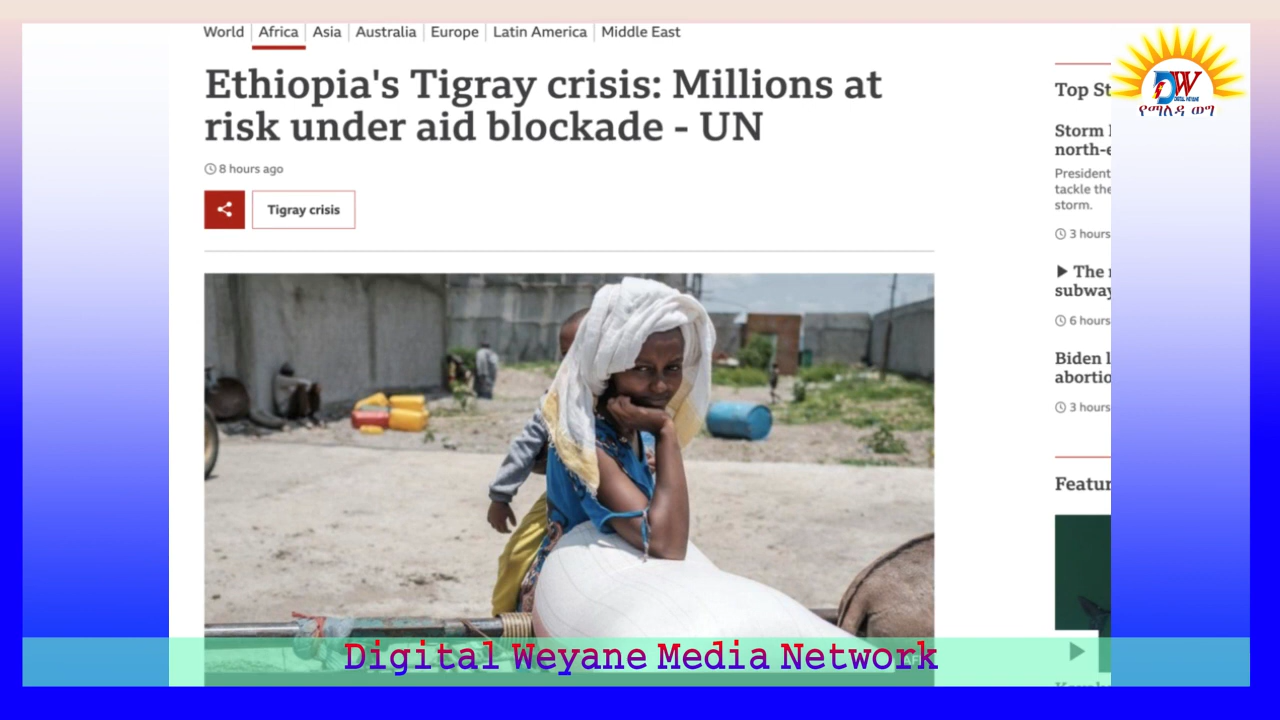 World Africa Asia Australia Europe Latin America Middle East
Ethiopia's Tigray crisis: Millions at
risk under aid blockade - UN
8 hours ago
Tigray crisis
Top St
Storm
north-e
President
tackle the
storm.
3 hours
The
subway
6 hours
Biden l
abortio
3 hours
Featur
DW
DIGITAL WEYANE
የማለዳ ወግ
Digital Weyane Media Network